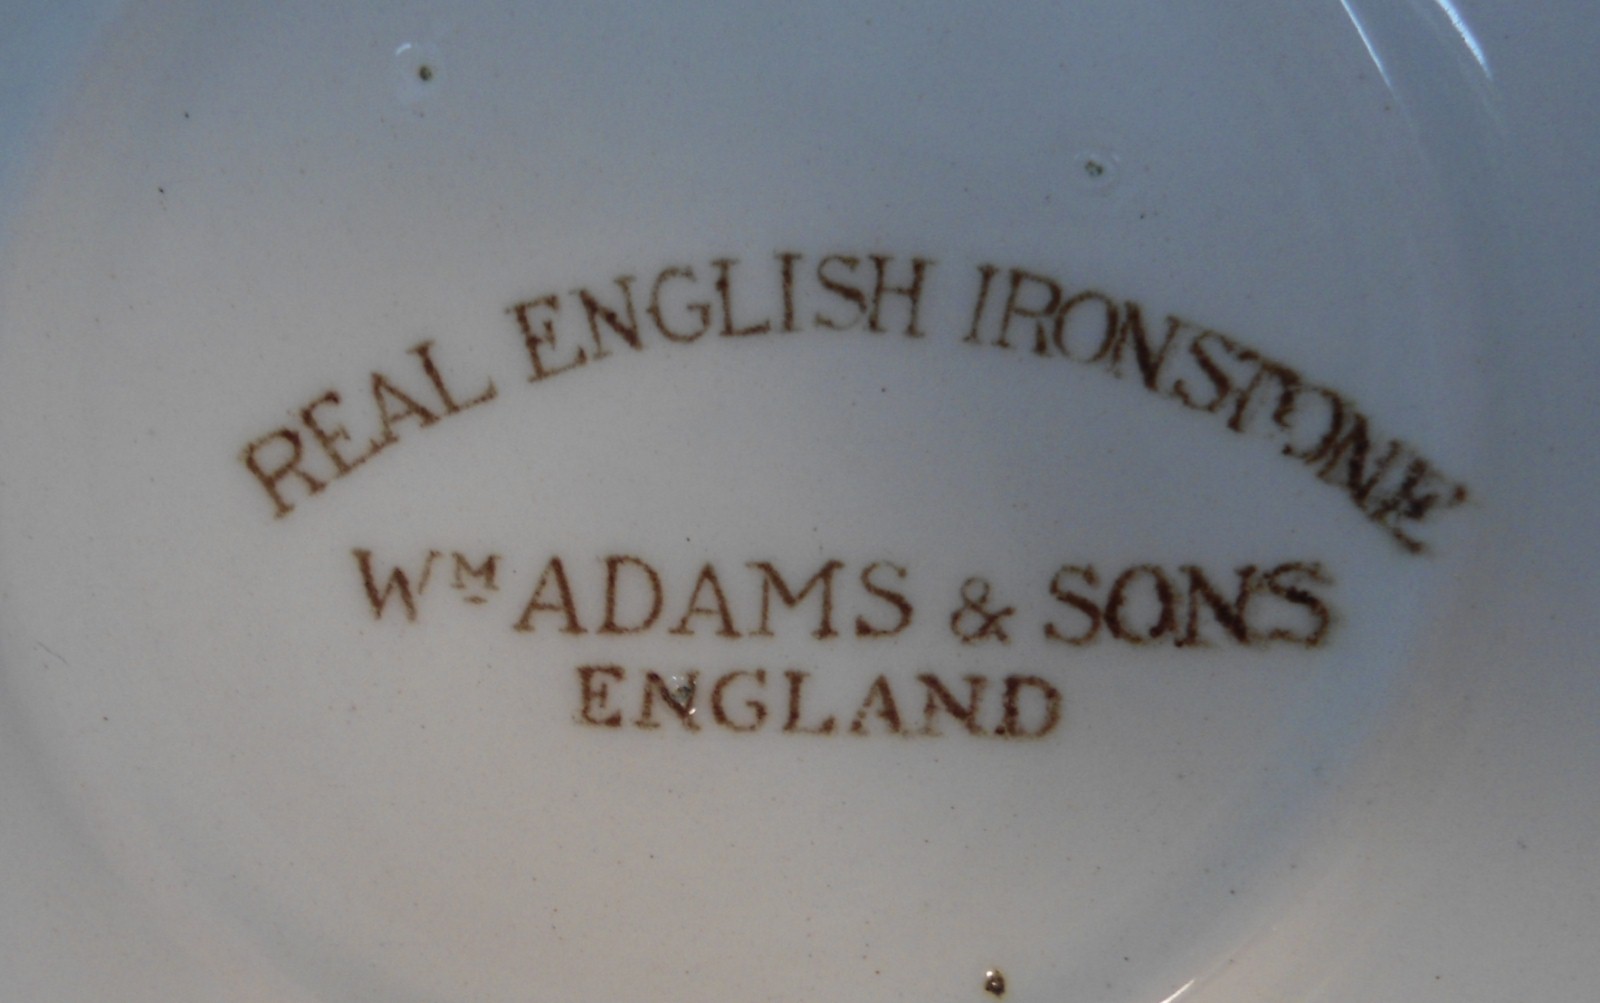 REAL ENGLISH IRONSTONE
WM ADAMS & SONS
ENGLAND